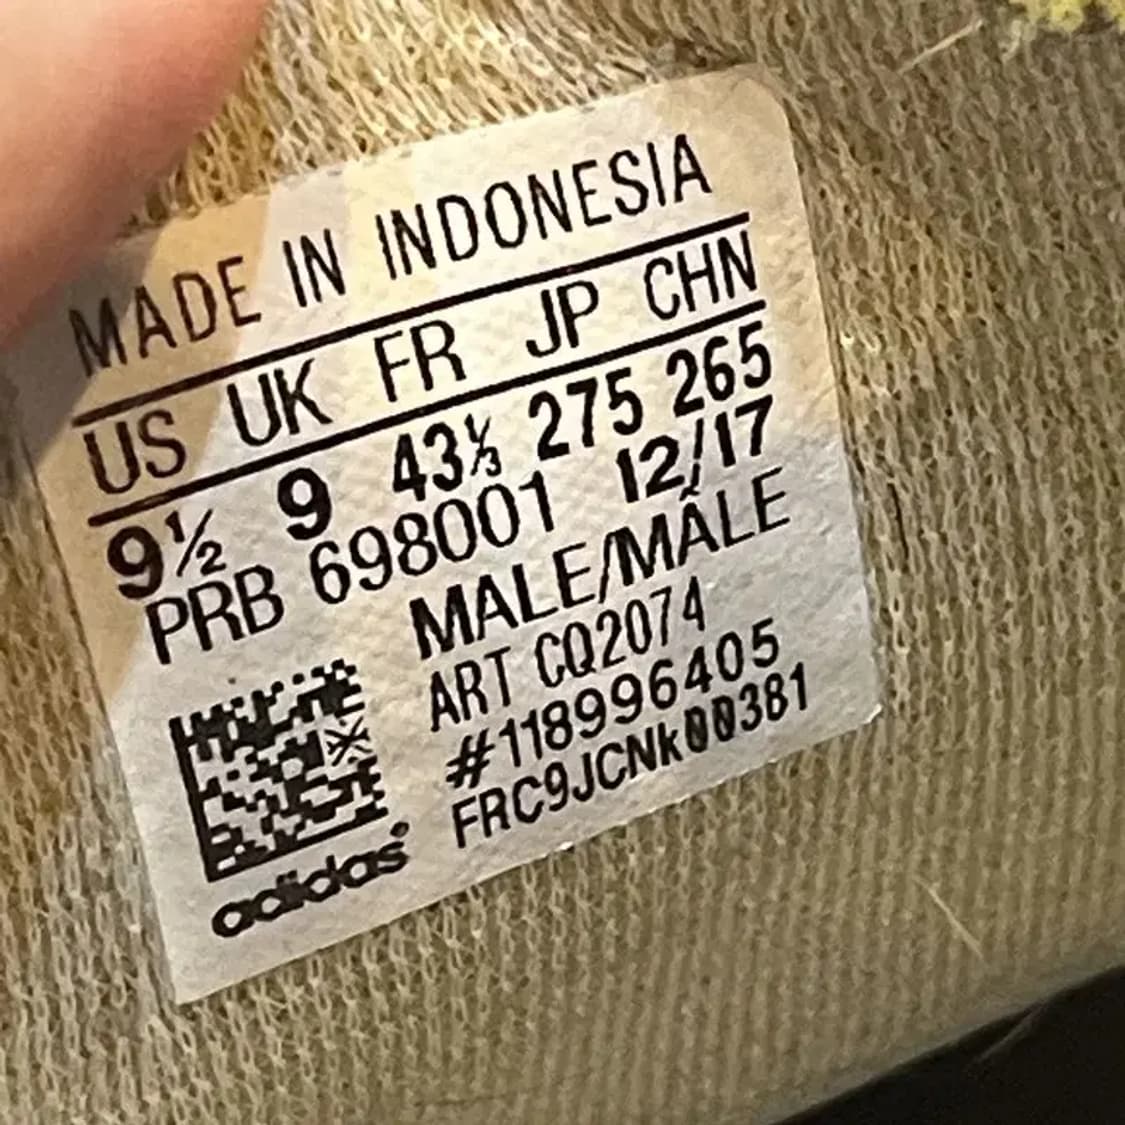 MADE IN INDONESIA
US UK FR JP CHN
9½ 9 43⅓ 275 265
PRB 698001 12/17
MALE/MÂLE
ART CQ2074
#118996405
FRC9JCNk00381
adidas